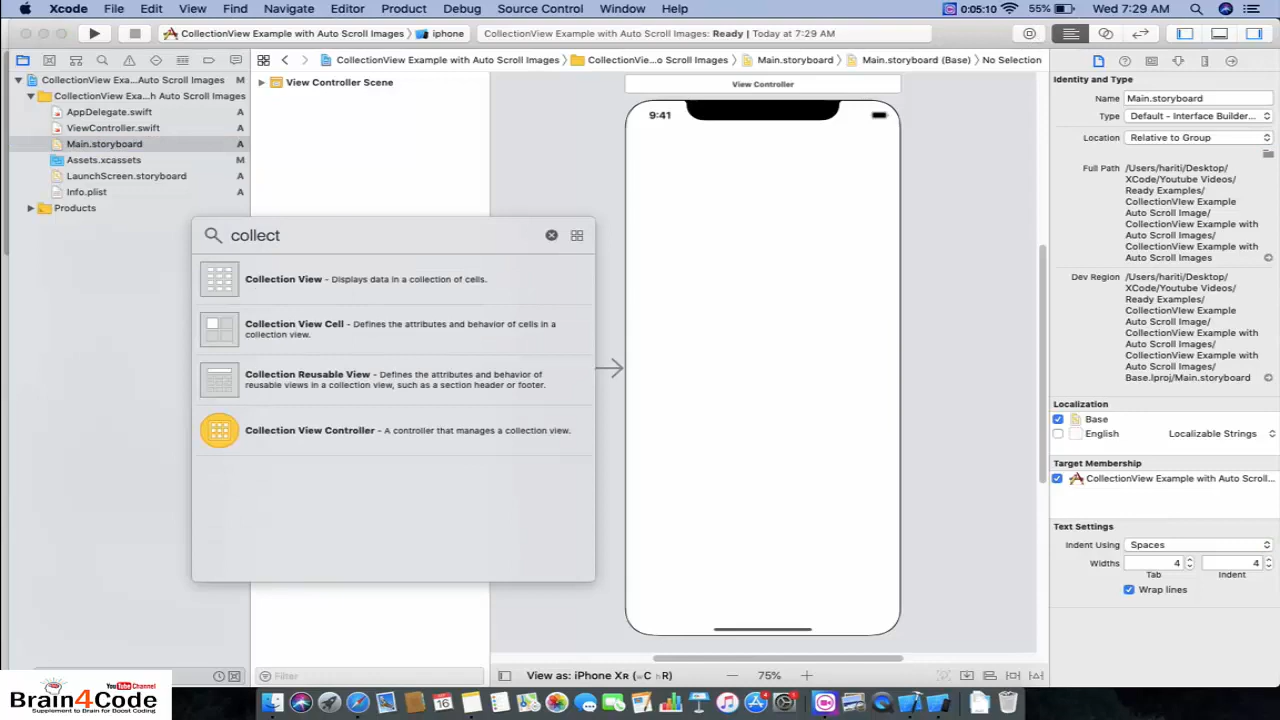 Xcode File Edit View Find Navigate Editor Product Debug Source Control Window Help 0:05:10 55% Wed 7:29 AM
CollectionView Example with Auto Scroll Images iphone CollectionView Example with Auto Scroll Images: Ready | Today at 7:29 AM
CollectionView Example with Auto Scroll Images CollectionVie...s Scroll Images Main.storyboard Main.storyboard (Base) No Selection
CollectionView Exa...Auto Scroll Images M
CollectionView Exa...h Auto Scroll Images
AppDelegate.swift A
ViewController.swift A
Main.storyboard A
Assets.xcassets A
LaunchScreen.storyboard A
Info.plist A
Products
View Controller Scene
collect
Collection View - Displays data in a collection of cells.
Collection View Cell - Defines the attributes and behavior of cells in a
collection view.
Collection Reusable View - Defines the attributes and behavior of
reusable views in a collection view, such as a section header or footer.
Collection View Controller - A controller that manages a collection view.
Filter
View Controller
9:41
View as: iPhone XR (wC hR) 75%
Identity and Type
Name Main.storyboard
Type Default - Interface Builder...
Location Relative to Group
Full Path /Users/hariti/Desktop/
XCode/Youtube Videos/
Ready Examples/
CollectionView Example
Auto Scroll Image/
CollectionView Example with
Auto Scroll Images/
CollectionView Example with
Auto Scroll Images
Dev Region /Users/hariti/Desktop/
XCode/Youtube Videos/
Ready Examples/
CollectionView Example
Auto Scroll Image/
CollectionView Example with
Auto Scroll Images/
CollectionView Example with
Auto Scroll Images/
Base.lproj/Main.storyboard
Localization
Base
English Localizable Strings
Target Membership
CollectionView Example with Auto Scroll...
Text Settings
Indent Using Spaces
Widths 4 4
Tab Indent
Wrap lines
YouTube Channel
Brain4Code
Supplement to Brain for Boost Coding
16